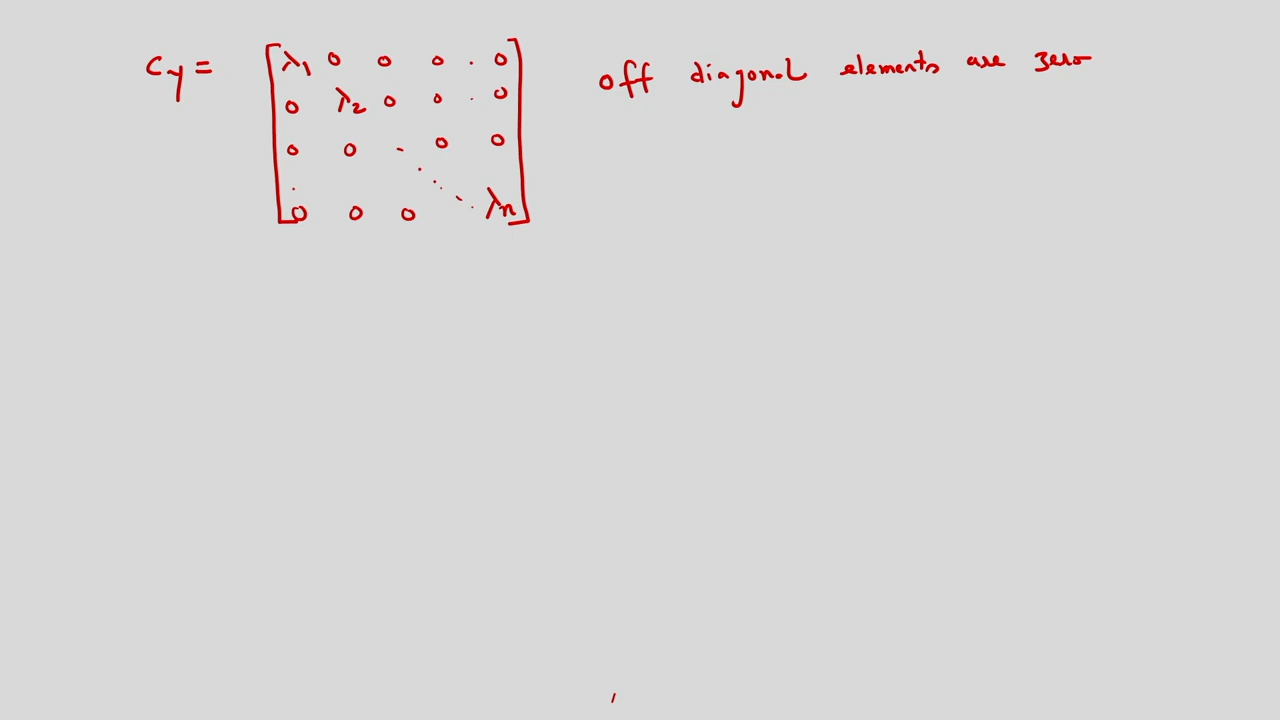 Cy = [ λ1 0 0 0 . 0 off diagonal elements are zero
0 λ2 0 0 . 0
0 0 . 0 0
. . . . . .
0 0 0 . λn ]